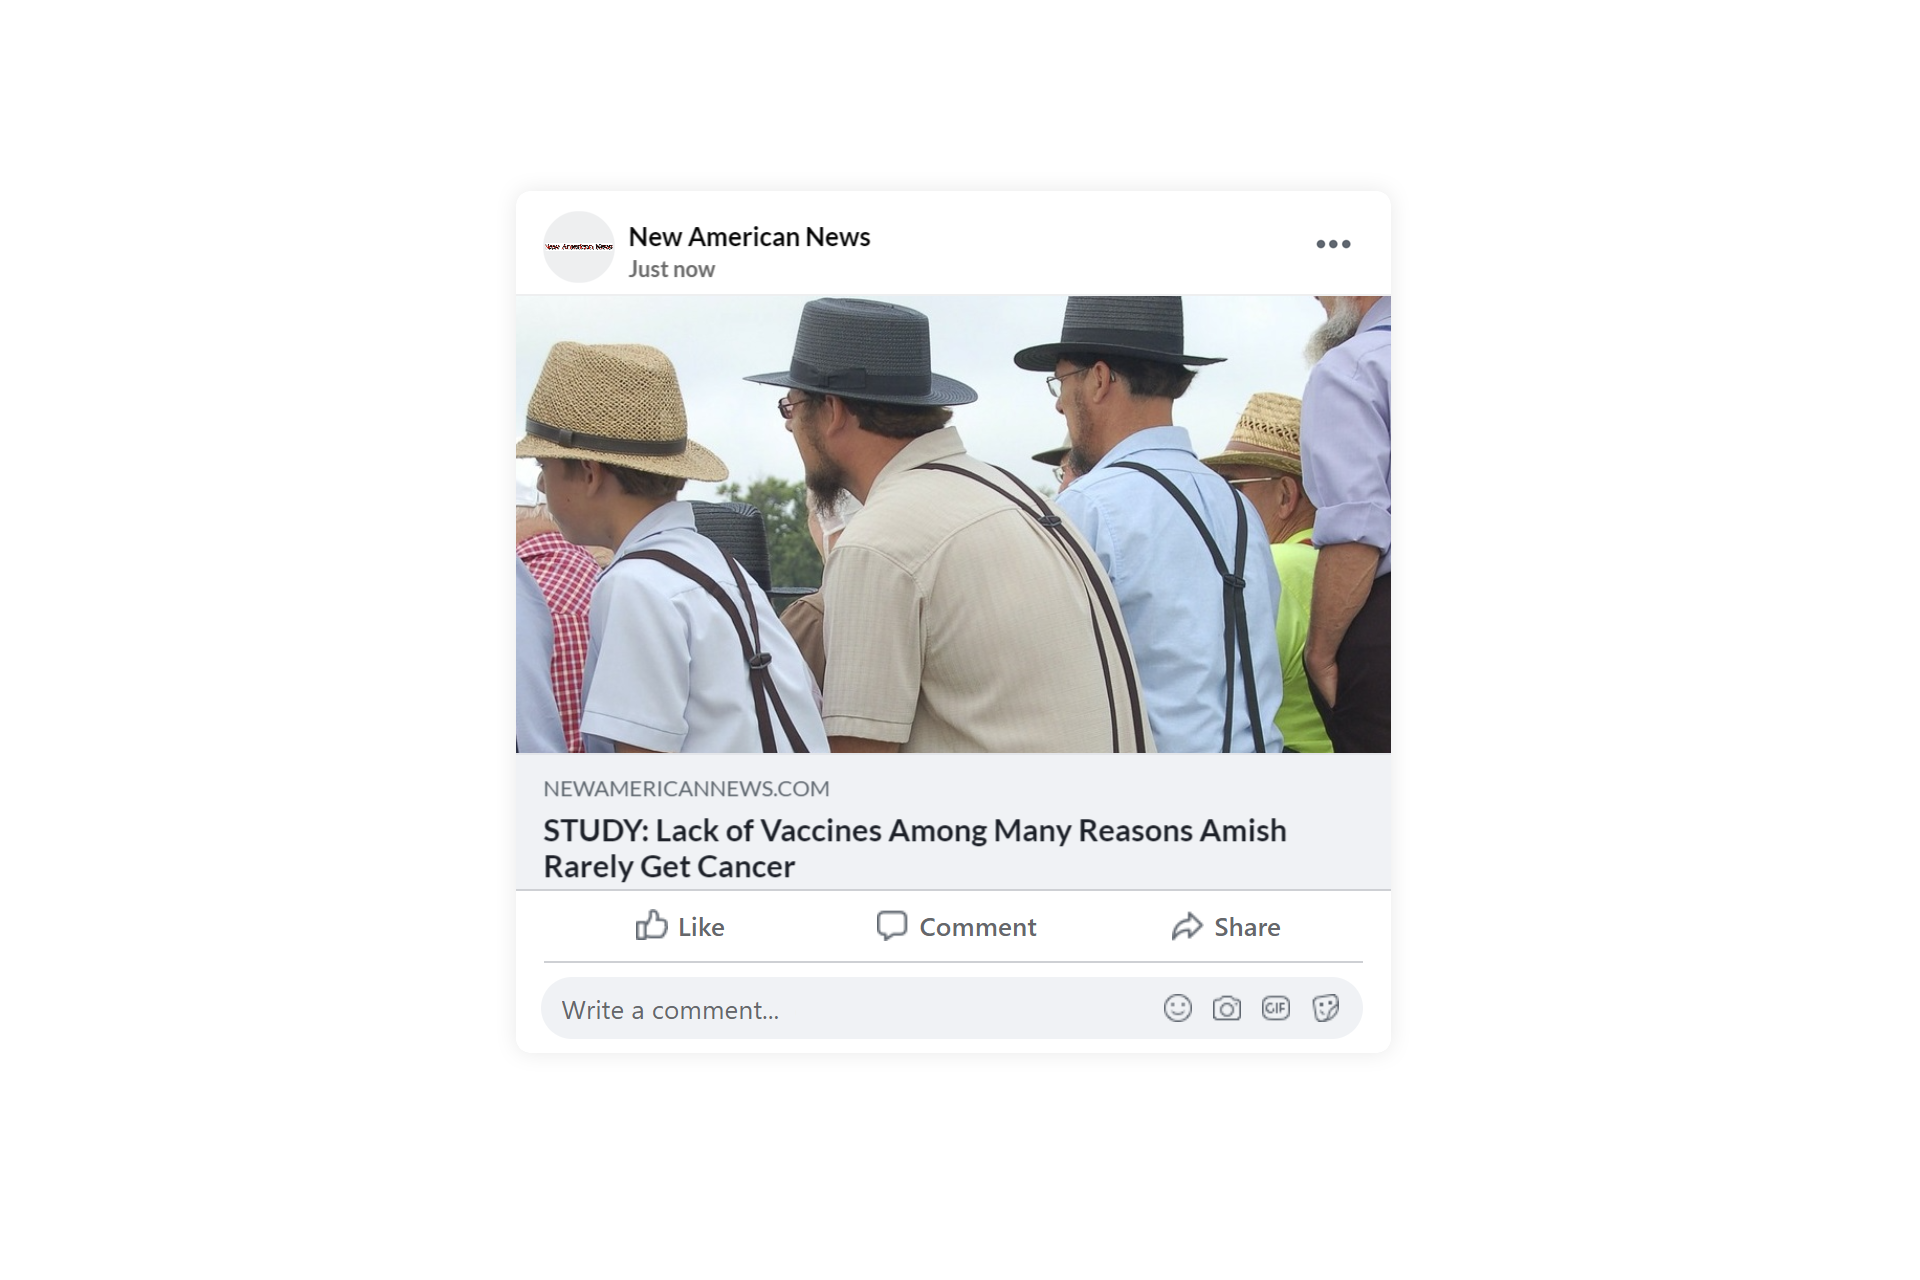 New American News
New American News
Just now
NEWAMERICANNEWS.COM
STUDY: Lack of Vaccines Among Many Reasons Amish
Rarely Get Cancer
Like
Comment
Share
Write a comment...
GIF